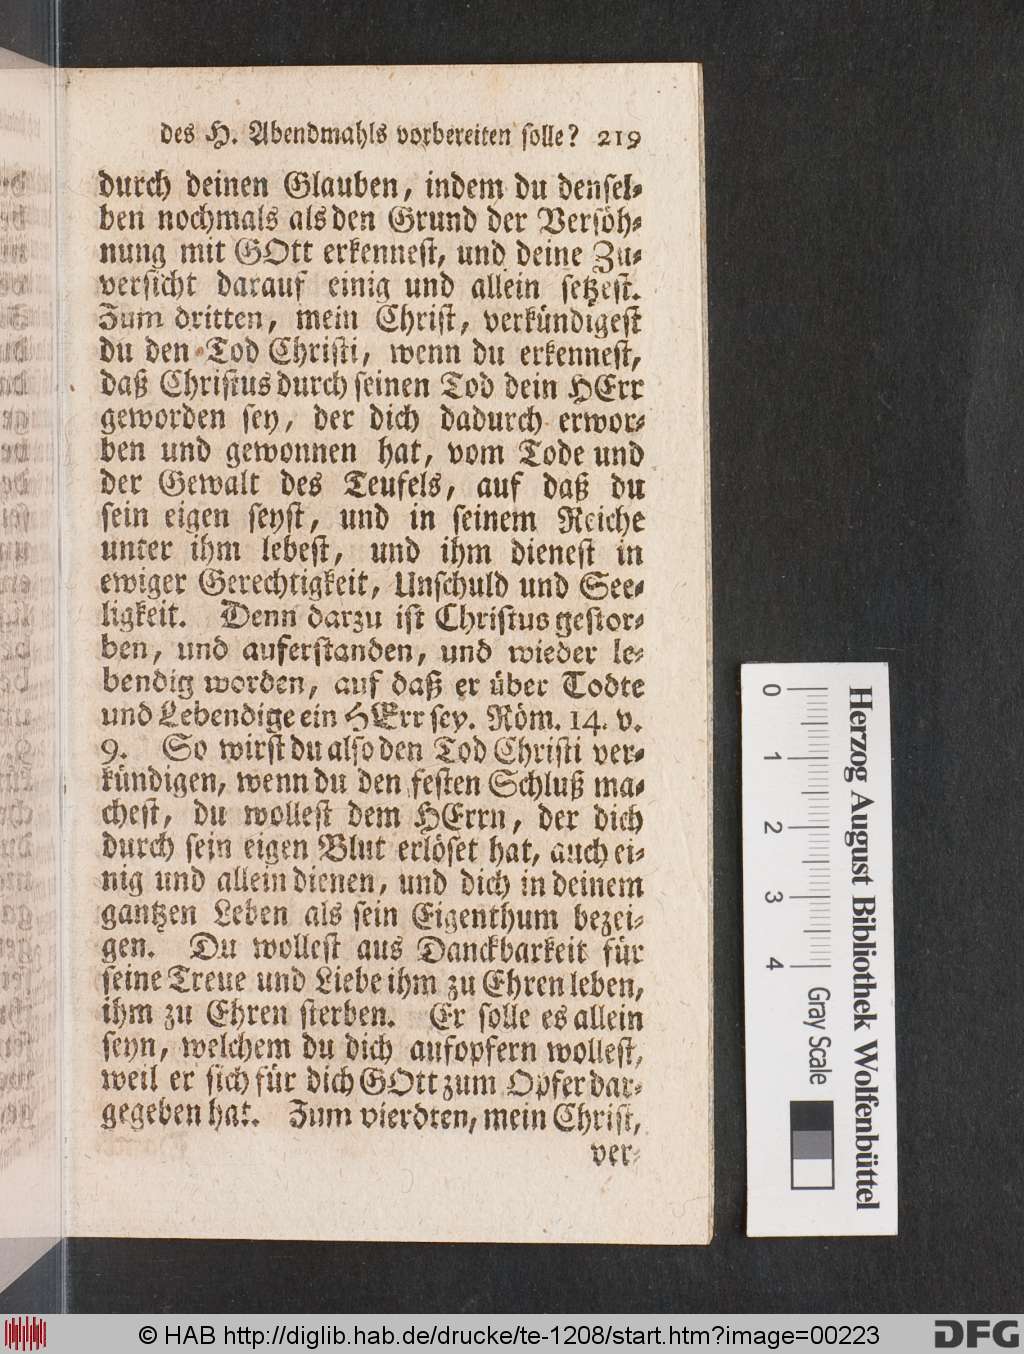 des H. Abendmahls vorbereiten solle? 219
durch deinen Glauben, indem du densel-
ben nochmals als den Grund der Versöh-
nung mit GOtt erkennest, und deine Zu-
versicht darauf einig und allein setzest.
Zum dritten, mein Christ, verkündigest
du den Tod Christi, wenn du erkennest,
daß Christus durch seinen Tod dein HErr
geworden sey, der dich dadurch erwor-
ben und gewonnen hat, vom Tode und
der Gewalt des Teufels, auf daß du
sein eigen seyst, und in seinem Reiche
unter ihm lebest, und ihm dienest in
ewiger Gerechtigkeit, Unschuld und See-
ligkeit. Denn darzu ist Christus gestor-
ben, und auferstanden, und wieder le-
bendig worden, auf daß er über Todte
und Lebendige ein HErr sey. Röm. 14. v.
9. So wirst du also den Tod Christi ver-
kündigen, wenn du den festen Schluß ma-
chest, du wollest dem HErrn, der dich
durch sein eigen Blut erlöset hat, auch ei-
nig und allein dienen, und dich in deinem
gantzen Leben als sein Eigenthum bezei-
gen. Du wollest aus Danckbarkeit für
seine Treue und Liebe ihm zu Ehren leben,
ihm zu Ehren sterben. Er solle es allein
seyn, welchem du dich aufopfern wollest,
weil er sich für dich GOtt zum Opfer dar-
gegeben hat. Zum vierdten, mein Christ,
ver-
0 1 2 3 4 Gray Scale
Herzog August Bibliothek Wolfenbüttel
© HAB http://diglib.hab.de/drucke/te-1208/start.htm?image=00223
DFG